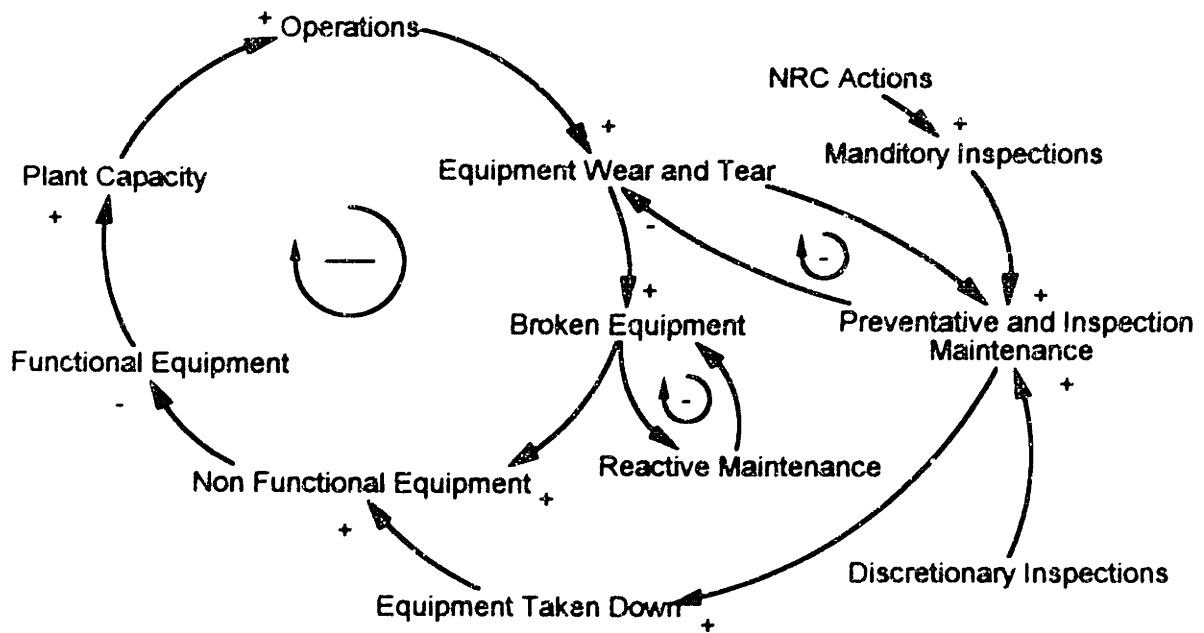 + Operations
NRC Actions
+
+
Manditory Inspections
Equipment Wear and Tear
Plant Capacity
+
-
-
—
+
+
Broken Equipment
Preventative and Inspection
Maintenance
+
Functional Equipment
-
-
Reactive Maintenance
Non Functional Equipment +
+
Discretionary Inspections
Equipment Taken Down +